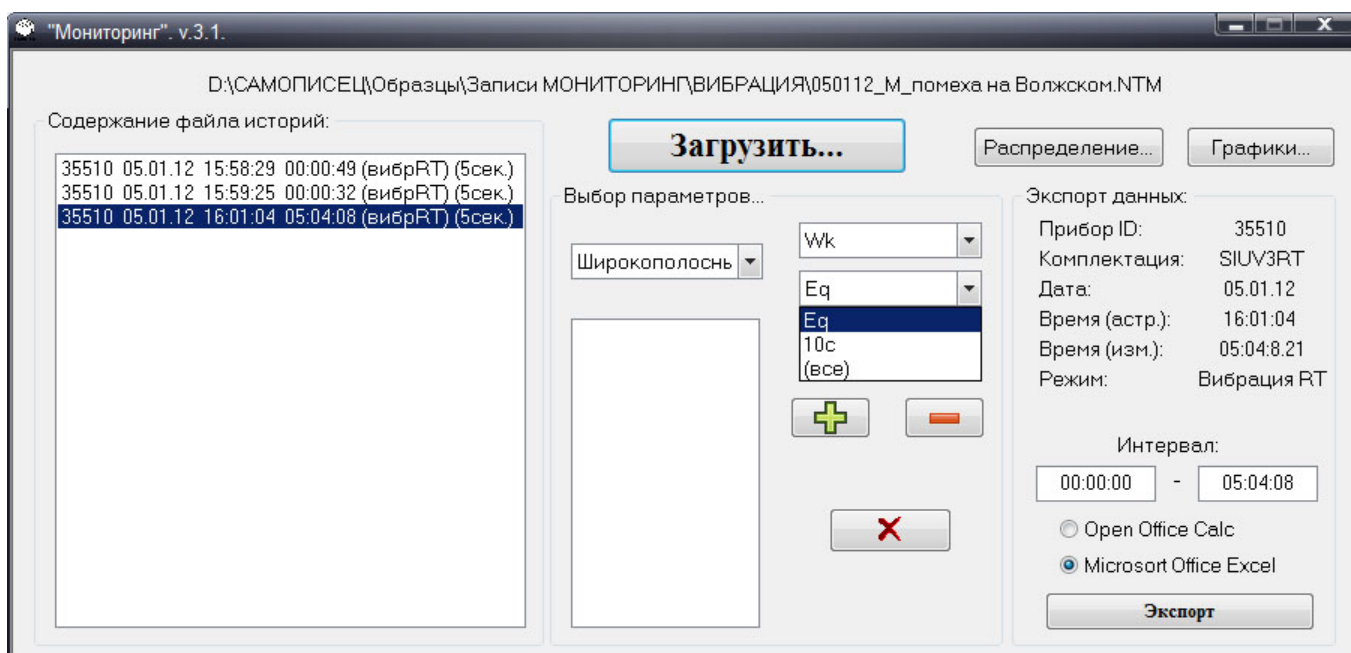 "Мониторинг". v.3.1.
D:\САМОПИСЕЦ\Образцы\Записи МОНИТОРИНГ\ВИБРАЦИЯ\050112_М_помеха на Волжском.NTM
Содержание файла историй:
35510 05.01.12 15:58:29 00:00:49 (вибрRT) (5сек.)
35510 05.01.12 15:59:25 00:00:32 (вибрRT) (5сек.)
35510 05.01.12 16:01:04 05:04:08 (вибрRT) (5сек.)
Загрузить...
Распределение...
Графики...
Выбор параметров...
Широкополоснь
Wk
Eq
Eq
10с
(все)
Экспорт данных:
Прибор ID: 35510
Комплектация: SIUV3RT
Дата: 05.01.12
Время (астр.): 16:01:04
Время (изм.): 05:04:8.21
Режим: Вибрация RT
Интервал:
00:00:00 - 05:04:08
Open Office Calc
Microsort Office Excel
Экспорт